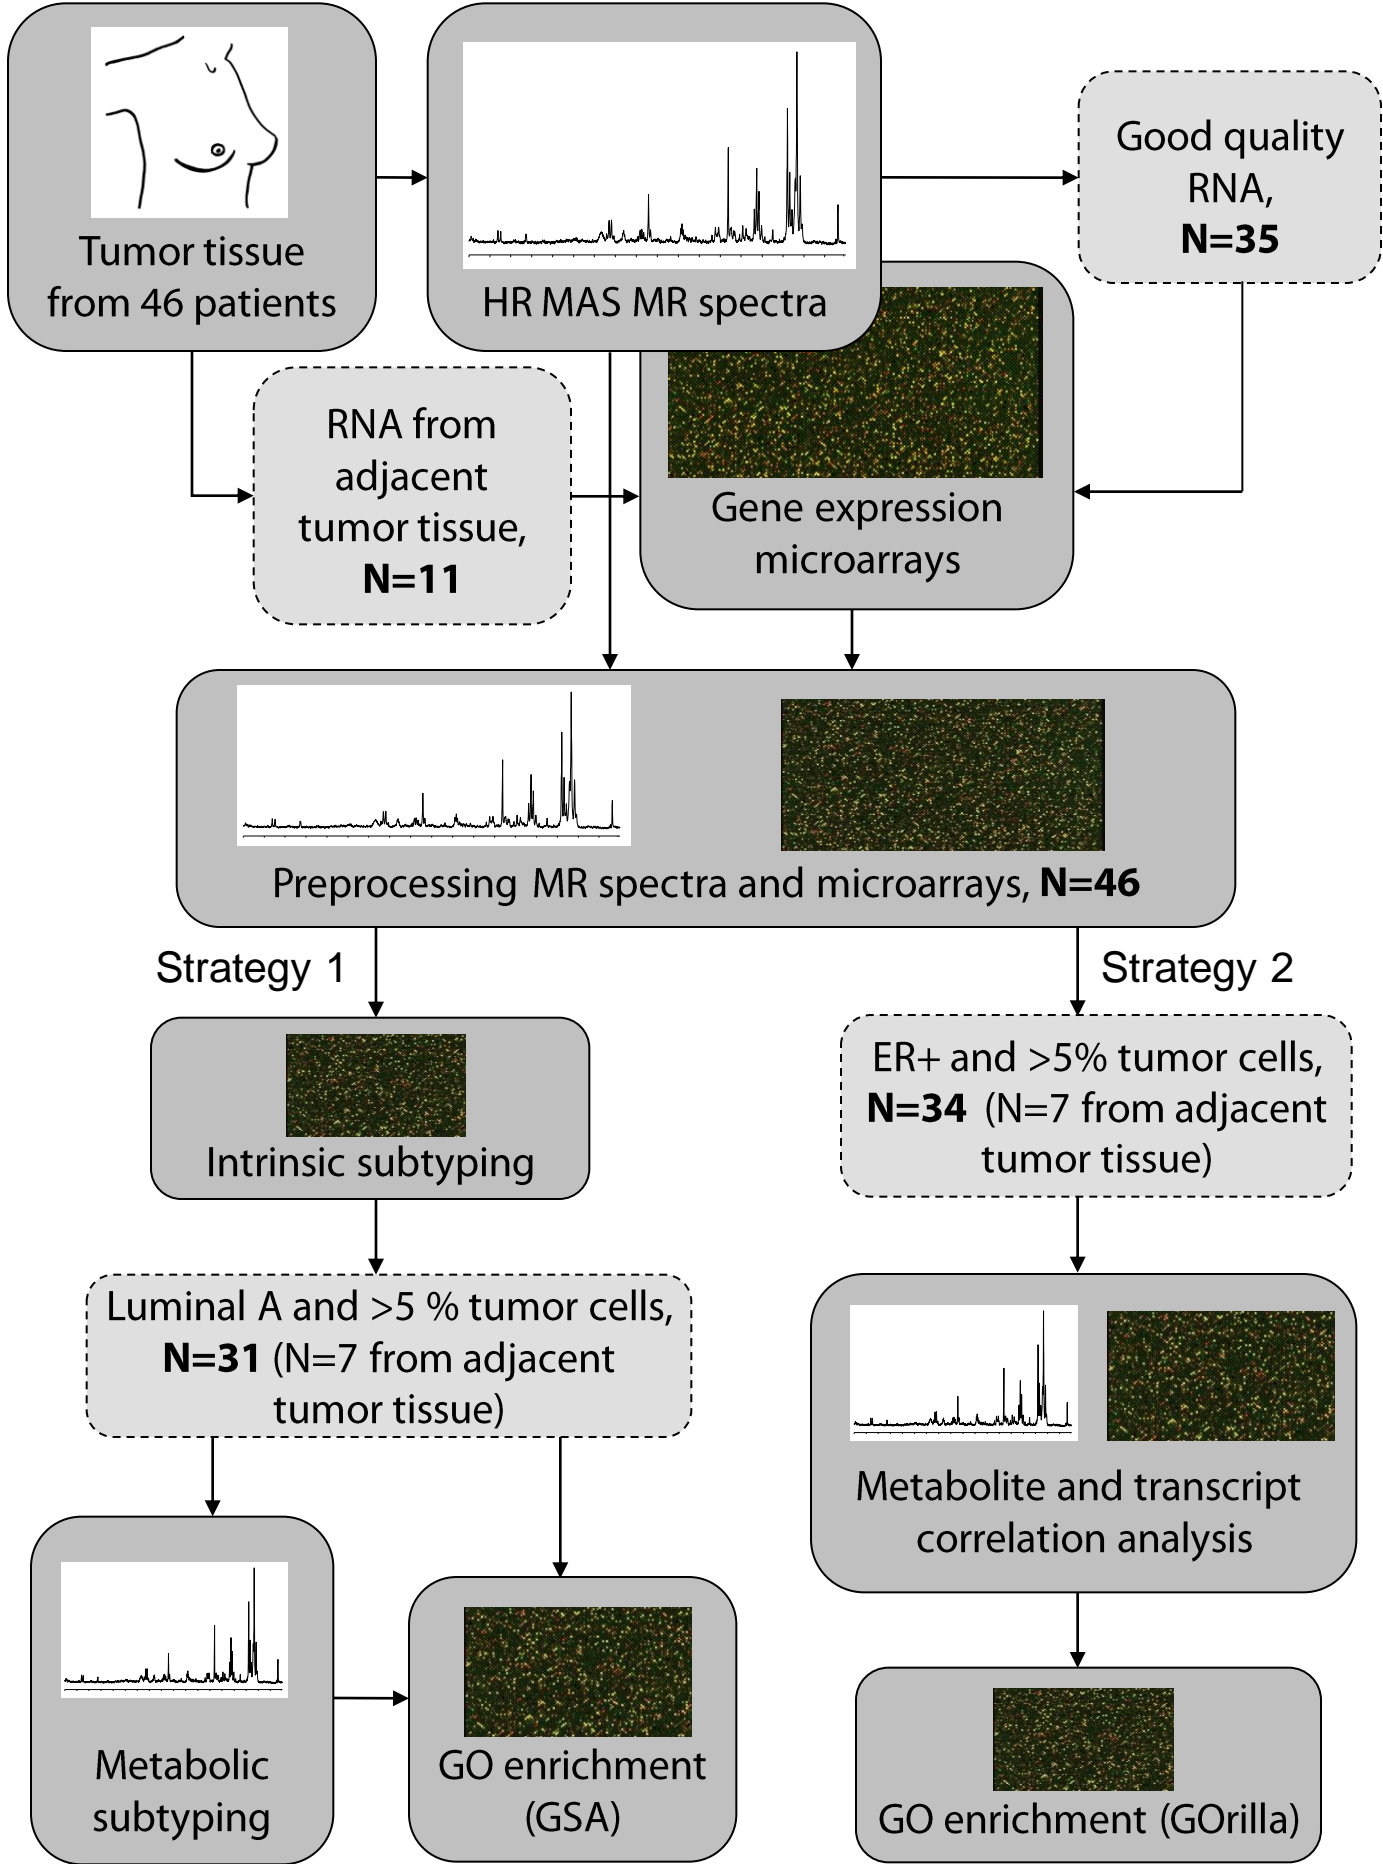 Tumor tissue
from 46 patients
HR MAS MR spectra
Good quality
RNA,
N=35
RNA from
adjacent
tumor tissue,
N=11
Gene expression
microarrays
Preprocessing MR spectra and microarrays, N=46
Strategy 1
Strategy 2
Intrinsic subtyping
ER+ and >5% tumor cells,
N=34 (N=7 from adjacent
tumor tissue)
Luminal A and >5 % tumor cells,
N=31 (N=7 from adjacent
tumor tissue)
Metabolite and transcript
correlation analysis
Metabolic
subtyping
GO enrichment
(GSA)
GO enrichment (GOrilla)